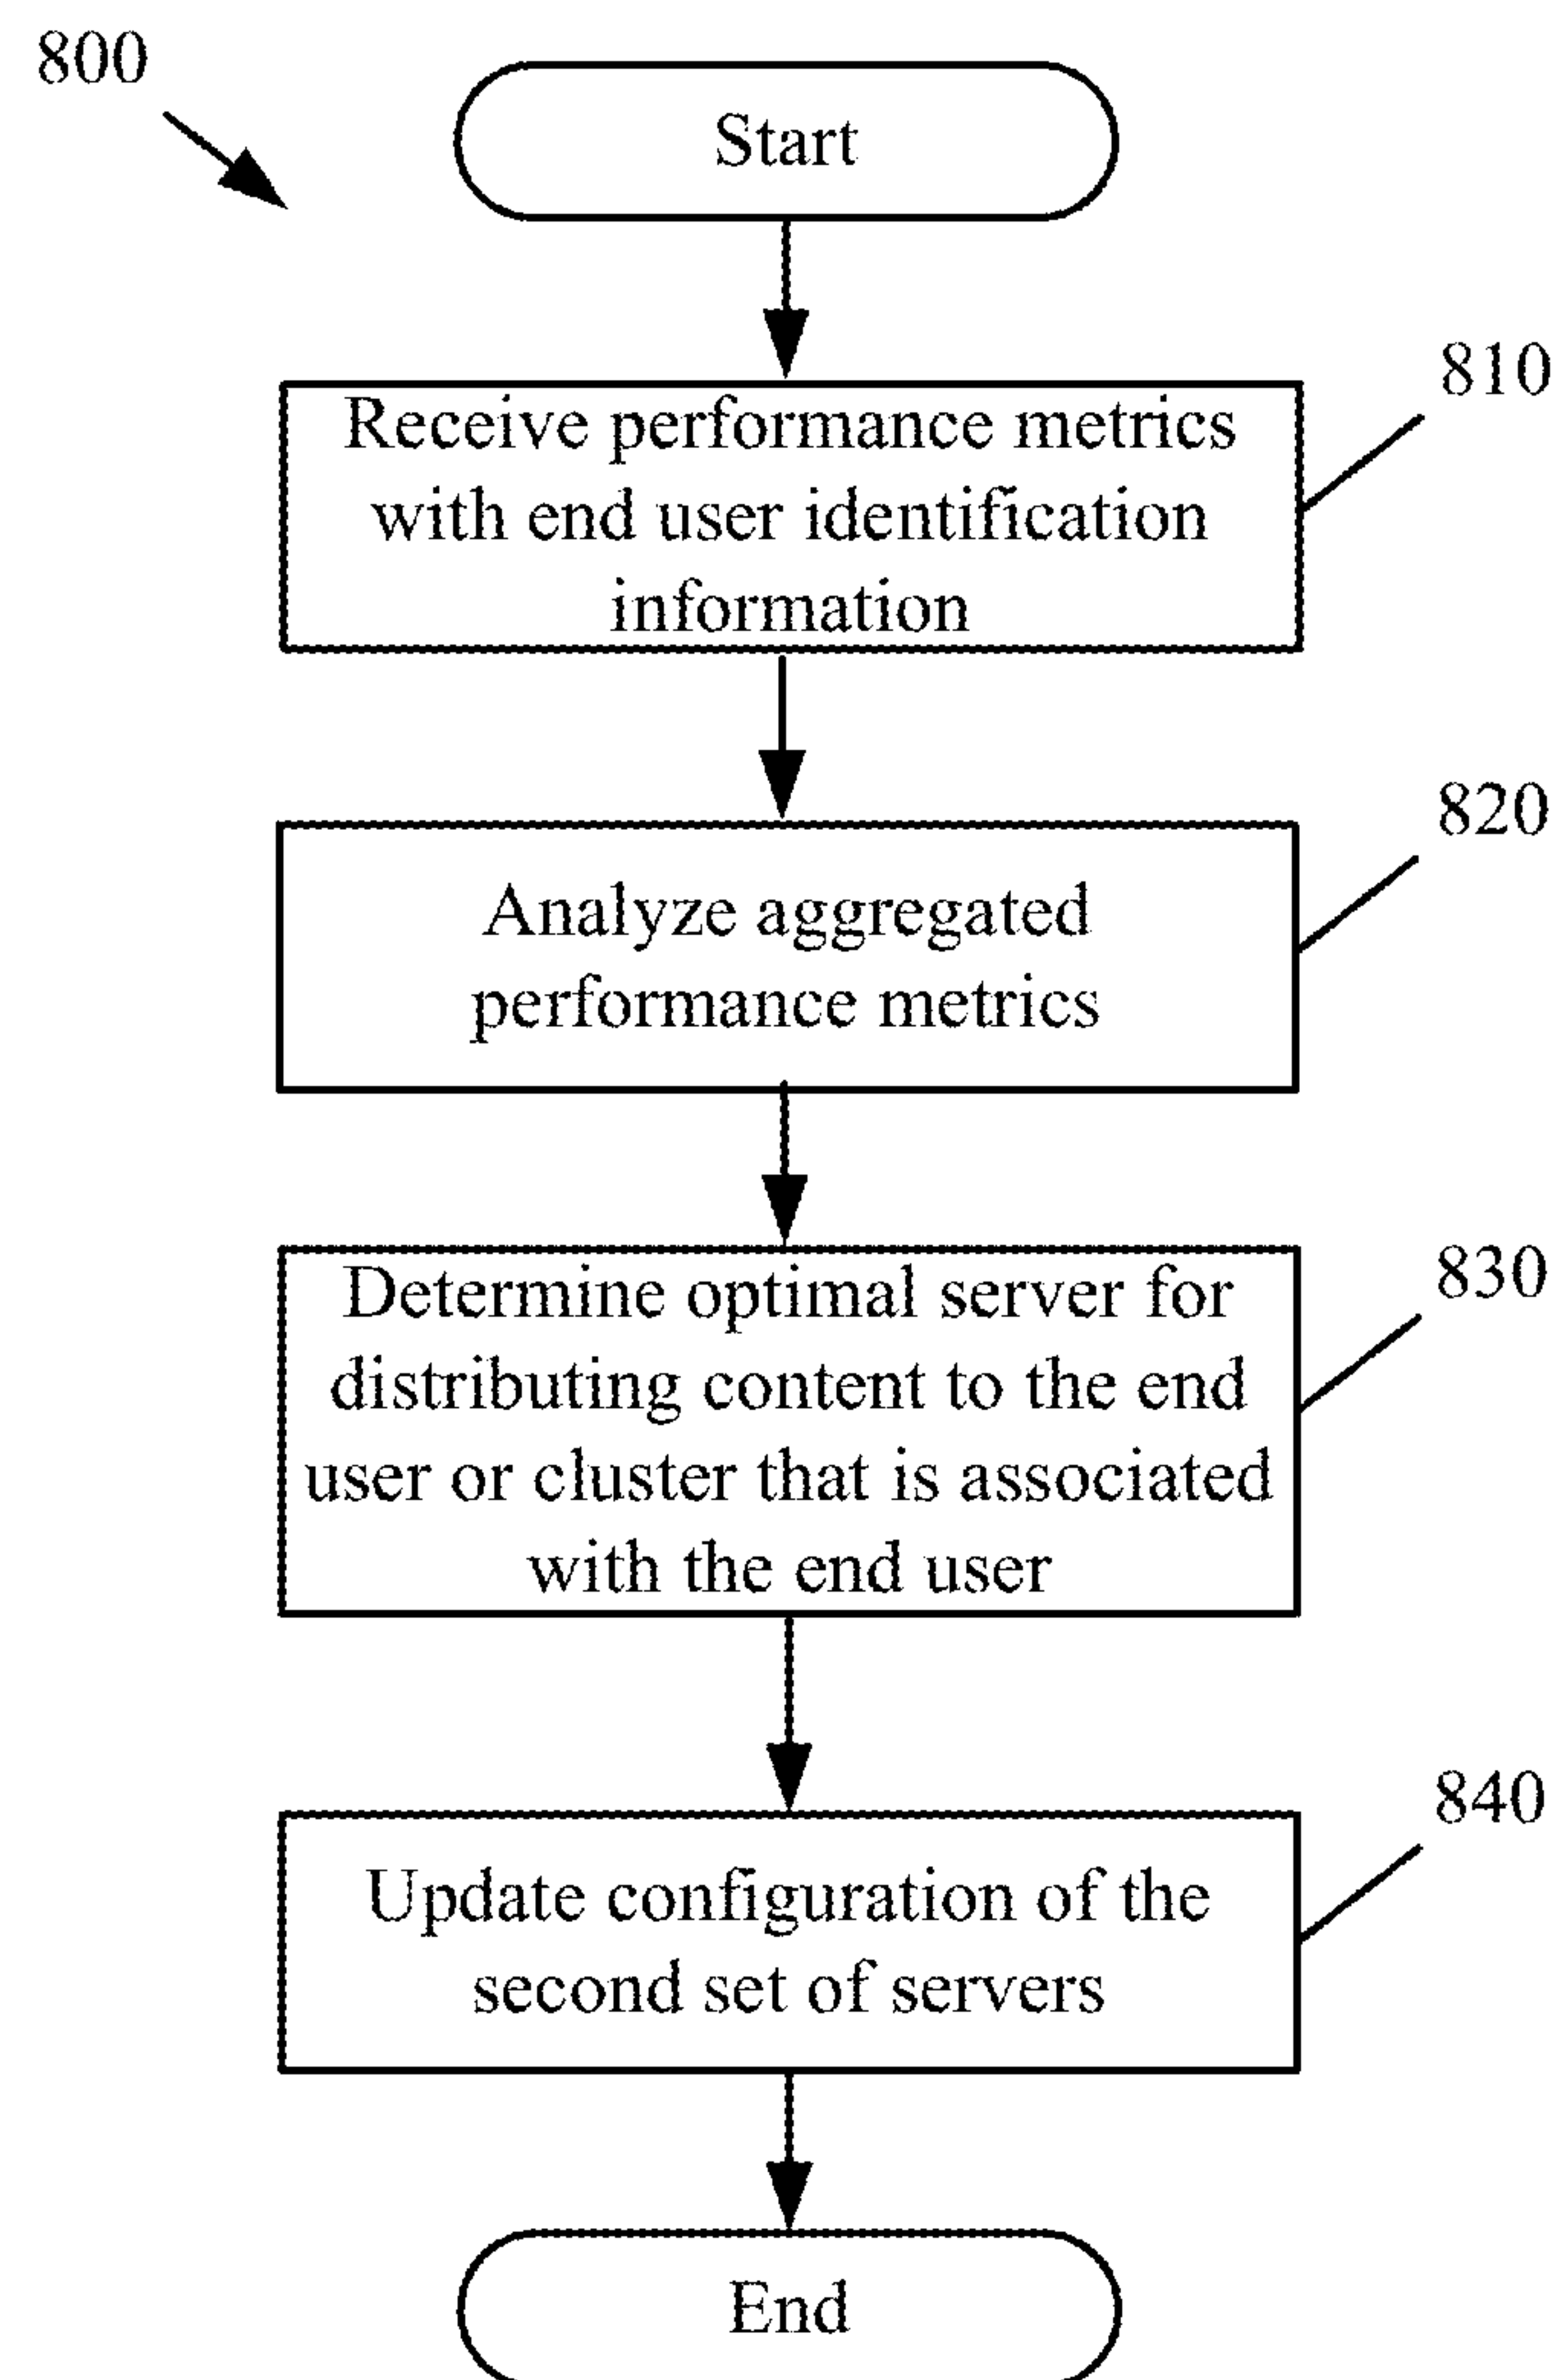 800
Start
810
Receive performance metrics
with end user identification
information
820
Analyze aggregated
performance metrics
830
Determine optimal server for
distributing content to the end
user or cluster that is associated
with the end user
840
Update configuration of the
second set of servers
End